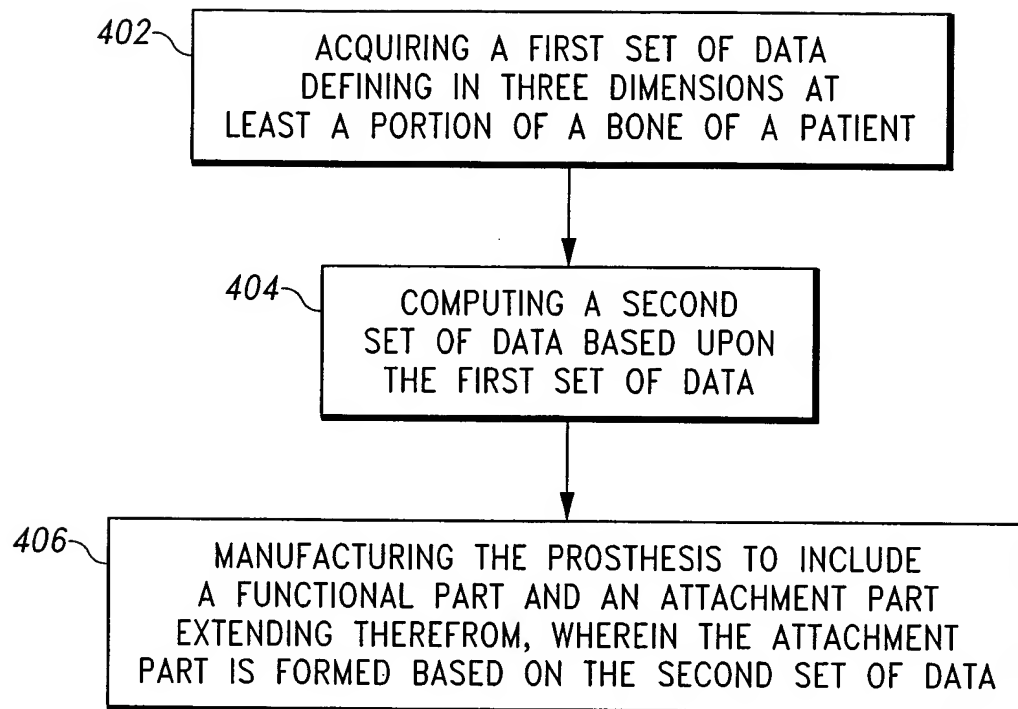 402
ACQUIRING A FIRST SET OF DATA
DEFINING IN THREE DIMENSIONS AT
LEAST A PORTION OF A BONE OF A PATIENT
404
COMPUTING A SECOND
SET OF DATA BASED UPON
THE FIRST SET OF DATA
406
MANUFACTURING THE PROSTHESIS TO INCLUDE
A FUNCTIONAL PART AND AN ATTACHMENT PART
EXTENDING THEREFROM, WHEREIN THE ATTACHMENT
PART IS FORMED BASED ON THE SECOND SET OF DATA